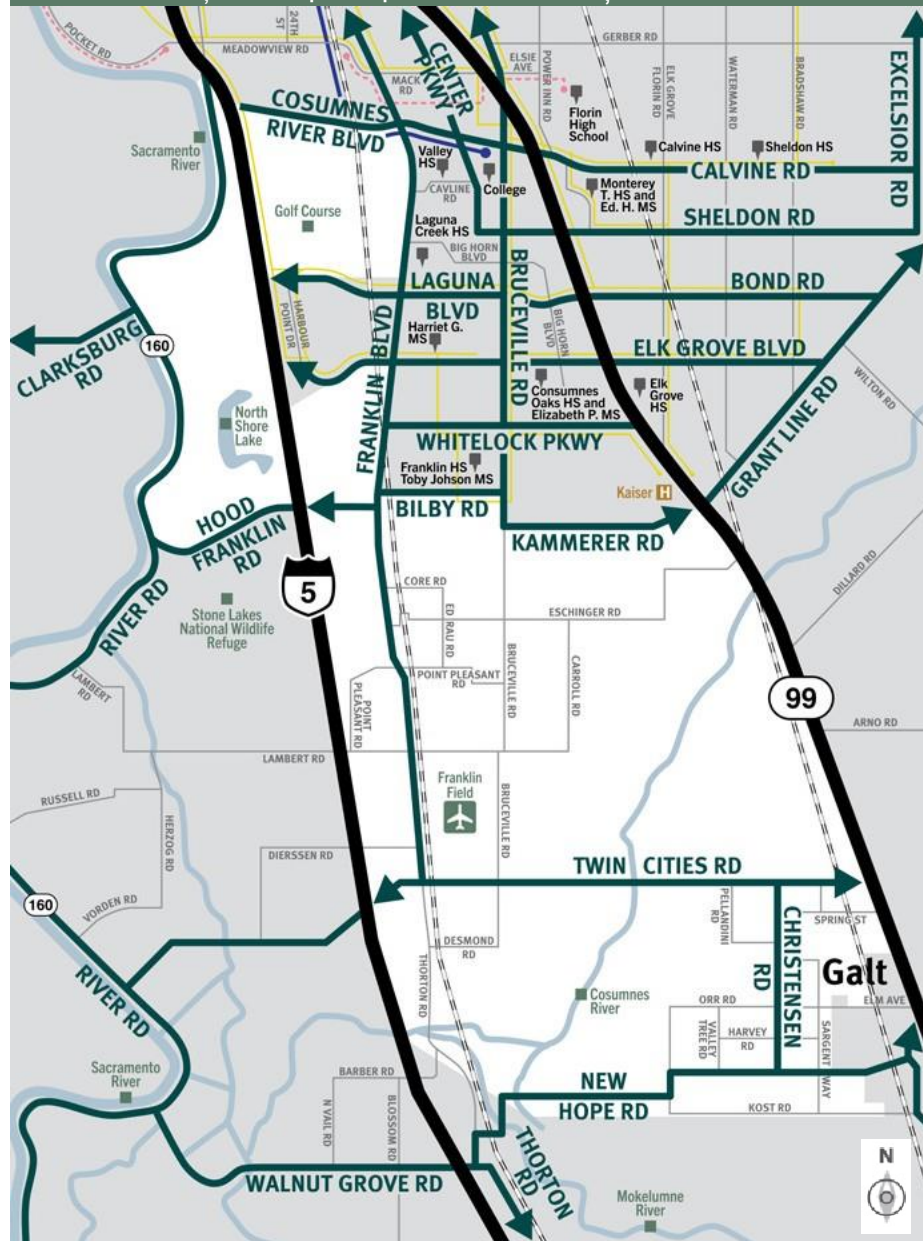 POCKET RD
24TH
ST
MEADOWVIEW RD
MACK
RD
CENTER
PKWY
ELSIE
AVE
POWER INN RD
GERBER RD
ELK GROVE
FLORIN RD
WATERMAN RD
BRADSHAW RD
EXCELSIOR
RD
COSUMNES
RIVER BLVD
Sacramento
River
Florin
High
School
Valley
HS
CAVLINE
RD
College
Calvine HS
Sheldon HS
CALVINE RD
Monterey
T. HS and
Ed. H. MS
SHELDON RD
Golf Course
Laguna
Creek HS
BIG HORN
BLVD
LAGUNA
BLVD
BRUCEVILLE RD
BIG HORN
BLVD
BOND RD
HARBOUR
POINT DR
FRANKLIN BLVD
Harriet G.
MS
ELK GROVE BLVD
CLARKSBURG
RD
160
North
Shore
Lake
Consumnes
Oaks HS and
Elizabeth P. MS
Elk
Grove
HS
WILTON RD
GRANT LINE RD
WHITELOCK PKWY
Franklin HS
Toby Johson MS
Kaiser H
BILBY RD
KAMMERER RD
HOOD
FRANKLIN
RD
5
RIVER RD
Stone Lakes
National Wildlife
Refuge
CORE RD
ED RAU RD
ESCHINGER RD
DILLARD RD
LAMBERT
RD
POINT
PLEASANT RD
POINT PLEASANT
RD
BRUCEVILLE RD
CARROLL RD
99
ARNO RD
LAMBERT RD
RUSSELL RD
HERZOG RD
Franklin
Field
BRUCEVILLE RD
DIERSSEN RD
TWIN CITIES RD
160
VORDEN RD
RIVER RD
THORTON RD
DESMOND
RD
PELLANDINI
RD
CHRISTENSEN
RD
SPRING ST
Galt
Cosumnes
River
ORR RD
ELM AVE
VALLEY
TREE RD
HARVEY
RD
SARGENT WAY
Sacramento
River
BARBER RD
N VAIL RD
BLOSSOM RD
NEW
HOPE RD
KOST RD
WALNUT GROVE RD
THORTON
RD
Mokelumne
River
N